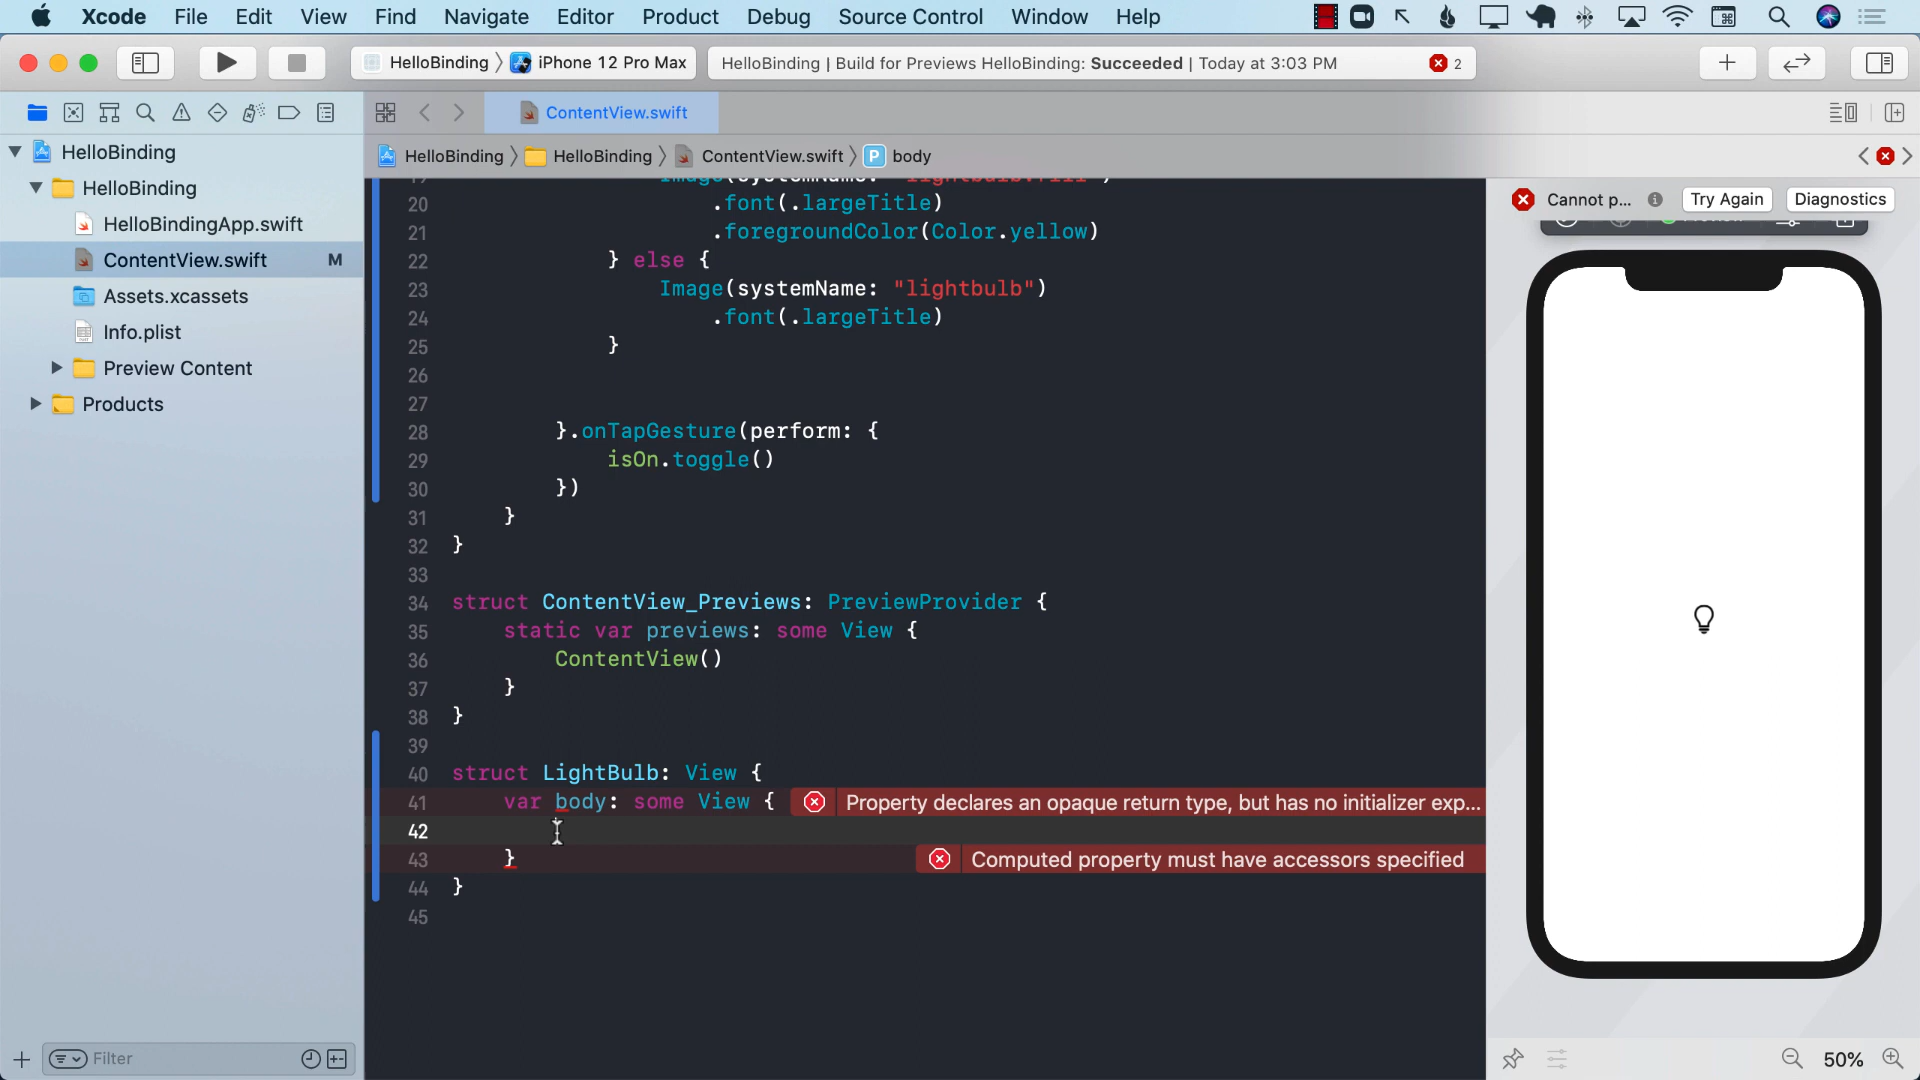 Xcode File Edit View Find Navigate Editor Product Debug Source Control Window Help
HelloBinding iPhone 12 Pro Max HelloBinding | Build for Previews HelloBinding: Succeeded | Today at 3:03 PM 2
ContentView.swift
HelloBinding HelloBinding ContentView.swift P body
HelloBinding
HelloBinding
HelloBindingApp.swift
ContentView.swift M
Assets.xcassets
Info.plist
Preview Content
Products
Filter
19 Image(systemName: "lightbulb.fill")
20 .font(.largeTitle)
21 .foregroundColor(Color.yellow)
22 } else {
23 Image(systemName: "lightbulb")
24 .font(.largeTitle)
25 }
26
27
28 }.onTapGesture(perform: {
29 isOn.toggle()
30 })
31 }
32 }
33
34 struct ContentView_Previews: PreviewProvider {
35 static var previews: some View {
36 ContentView()
37 }
38 }
39
40 struct LightBulb: View {
41 var body: some View { Property declares an opaque return type, but has no initializer exp...
42
43 } Computed property must have accessors specified
44 }
45
Cannot p... Try Again Diagnostics
50%